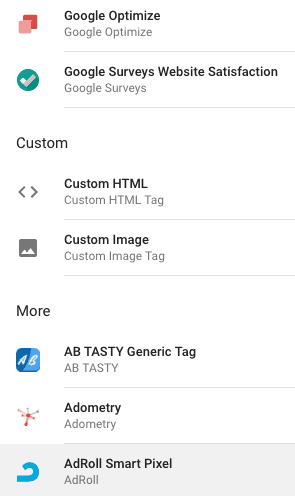 Google Optimize
Google Optimize
Google Surveys Website Satisfaction
Google Surveys
Custom
Custom HTML
Custom HTML Tag
Custom Image
Custom Image Tag
More
AB TASTY Generic Tag
AB TASTY
Adometry
Adometry
AdRoll Smart Pixel
AdRoll